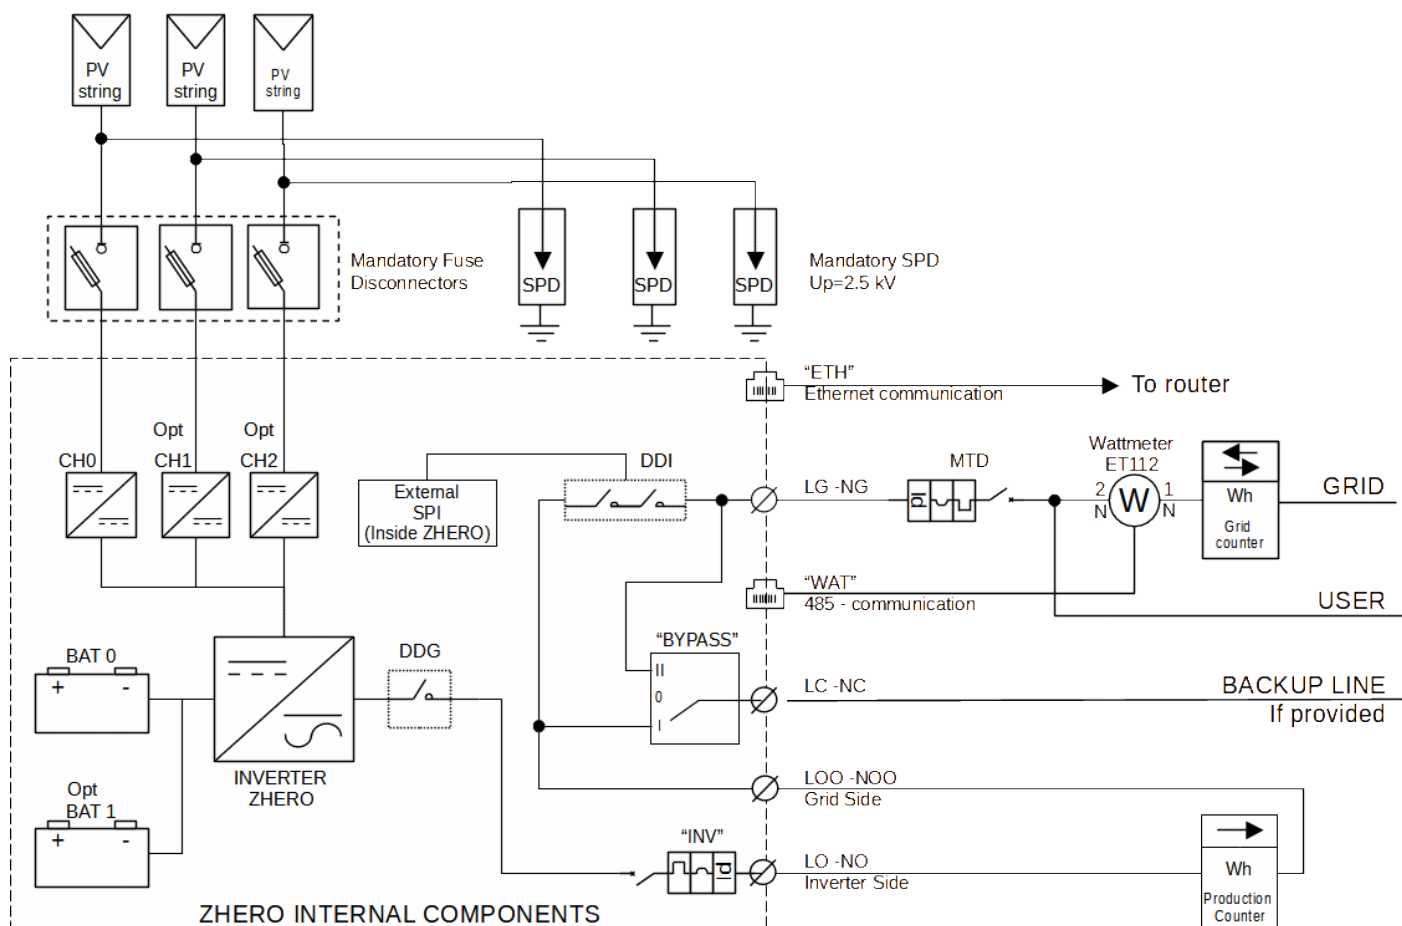 PV
string
PV
string
PV
string
Mandatory Fuse
Disconnectors
SPD
SPD
SPD
Mandatory SPD
Up=2.5 kV
"ETH"
Ethernet communication
To router
Opt
Opt
CH0
CH1
CH2
External
SPI
(Inside ZHERO)
DDI
LG -NG
MTD
Id
Wattmeter
ET112
2
N
W
1
N
Wh
Grid
counter
GRID
"WAT"
485 - communication
USER
BAT 0
+ -
DDG
"BYPASS"
II
0
I
LC -NC
BACKUP LINE
If provided
INVERTER
ZHERO
Opt
BAT 1
+ -
LOO -NOO
Grid Side
"INV"
Id
LO -NO
Inverter Side
Wh
Production
Counter
ZHERO INTERNAL COMPONENTS